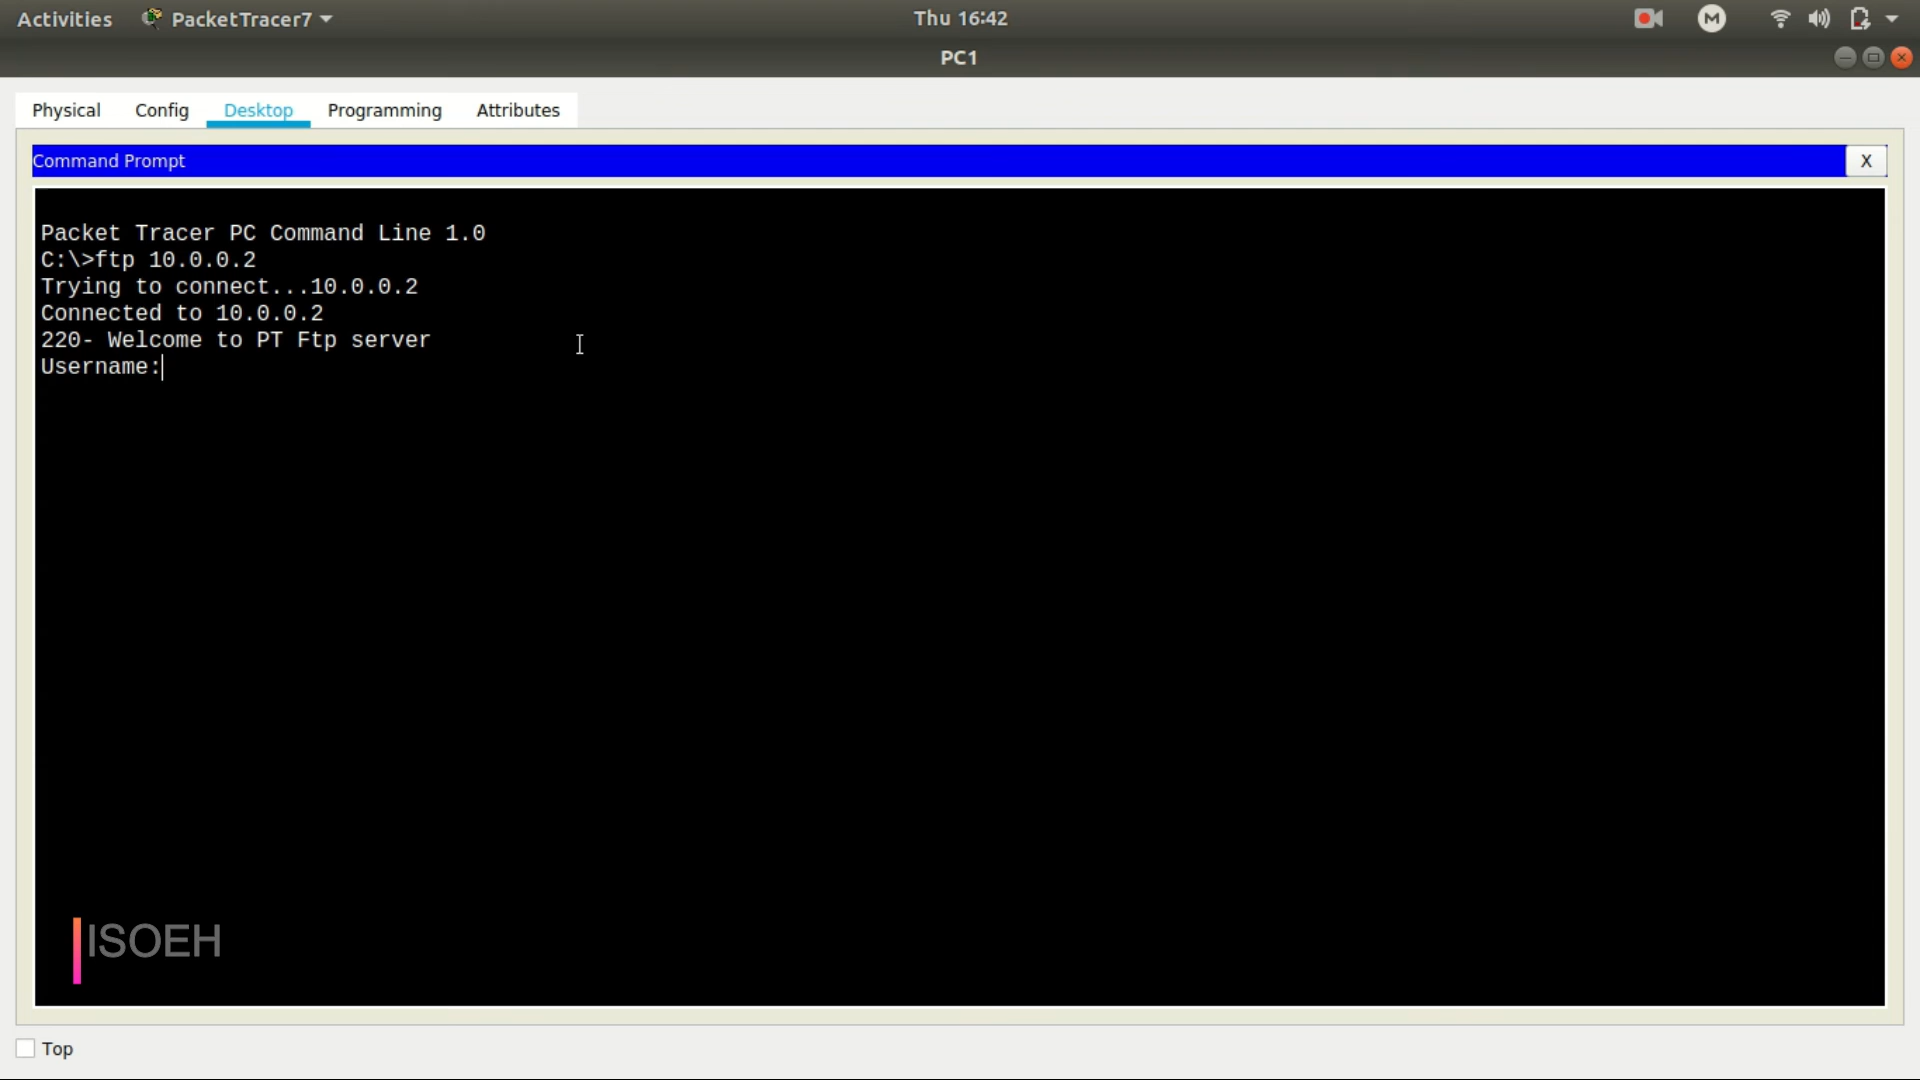 Activities PacketTracer7 Thu 16:42 M
PC1
Physical Config Desktop Programming Attributes
Command Prompt X
Packet Tracer PC Command Line 1.0
C:\>ftp 10.0.0.2
Trying to connect...10.0.0.2
Connected to 10.0.0.2
220- Welcome to PT Ftp server
Username:
ISOEH
Top